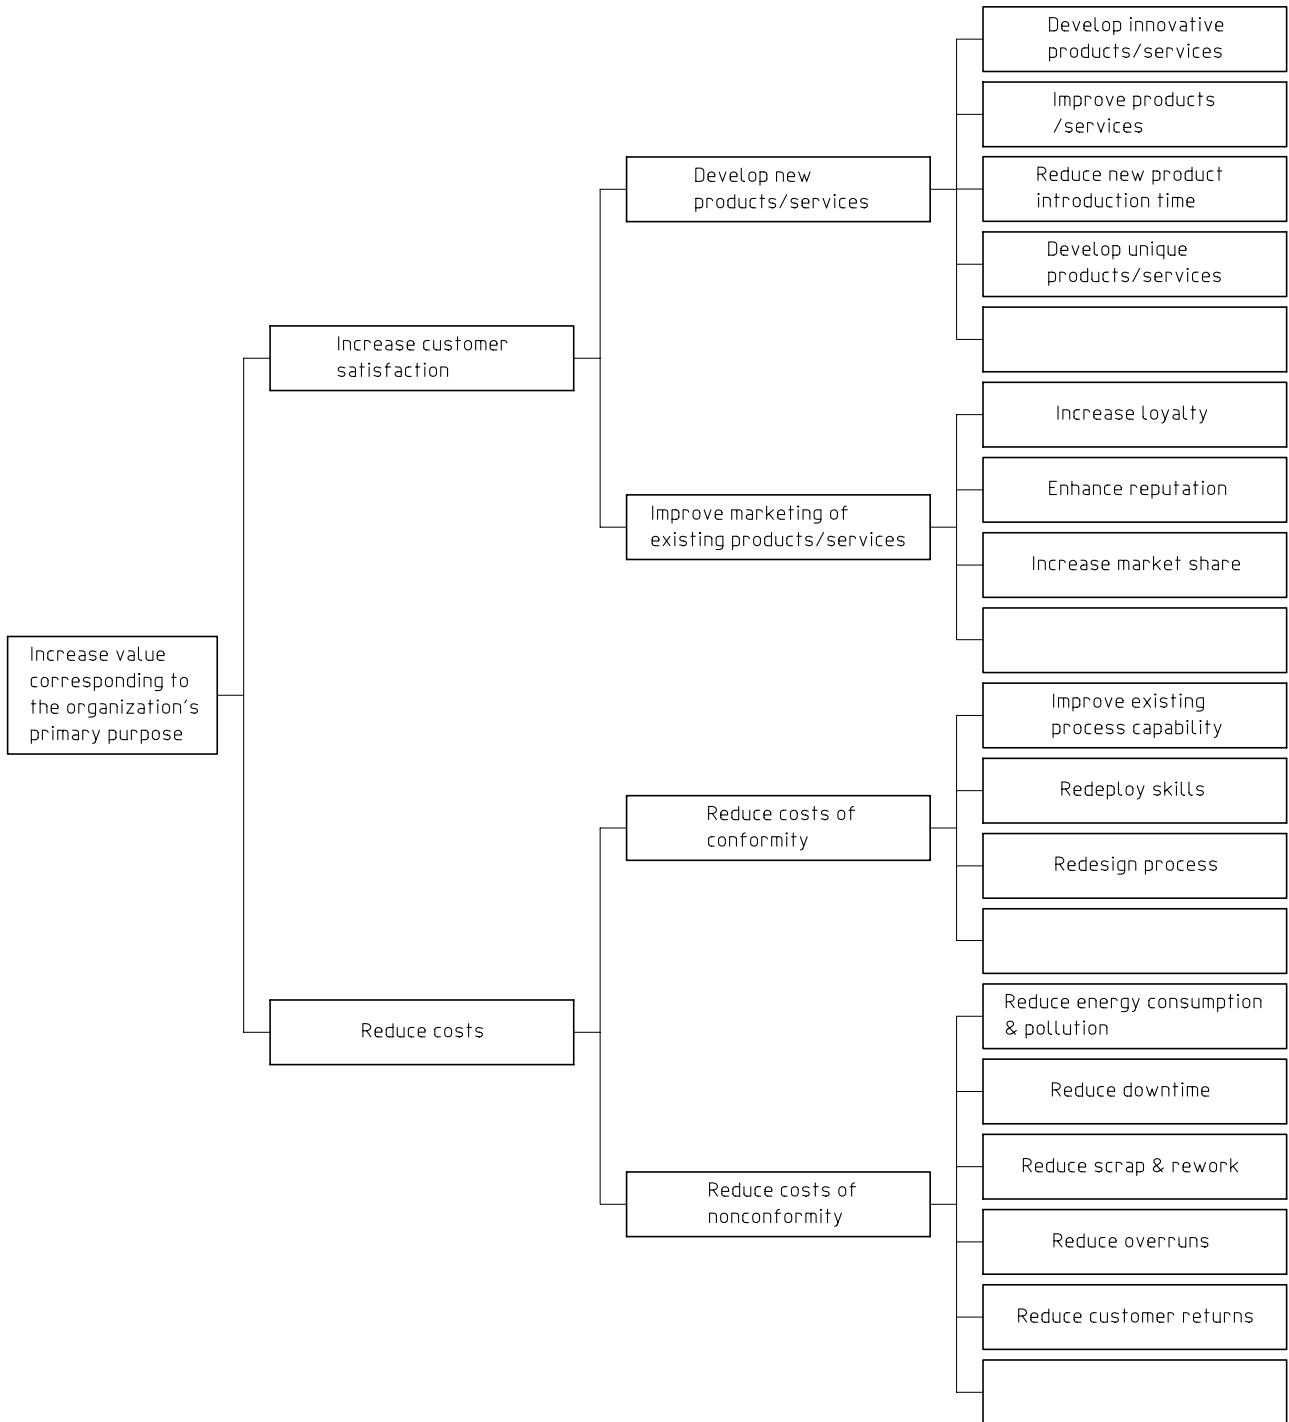 Develop innovative
products/services
Improve products
/services
Develop new
products/services
Reduce new product
introduction time
Develop unique
products/services
Increase customer
satisfaction
Increase loyalty
Enhance reputation
Improve marketing of
existing products/services
Increase market share
Increase value
corresponding to
the organization's
primary purpose
Improve existing
process capability
Redeploy skills
Reduce costs of
conformity
Redesign process
Reduce costs
Reduce energy consumption
& pollution
Reduce downtime
Reduce scrap & rework
Reduce costs of
nonconformity
Reduce overruns
Reduce customer returns